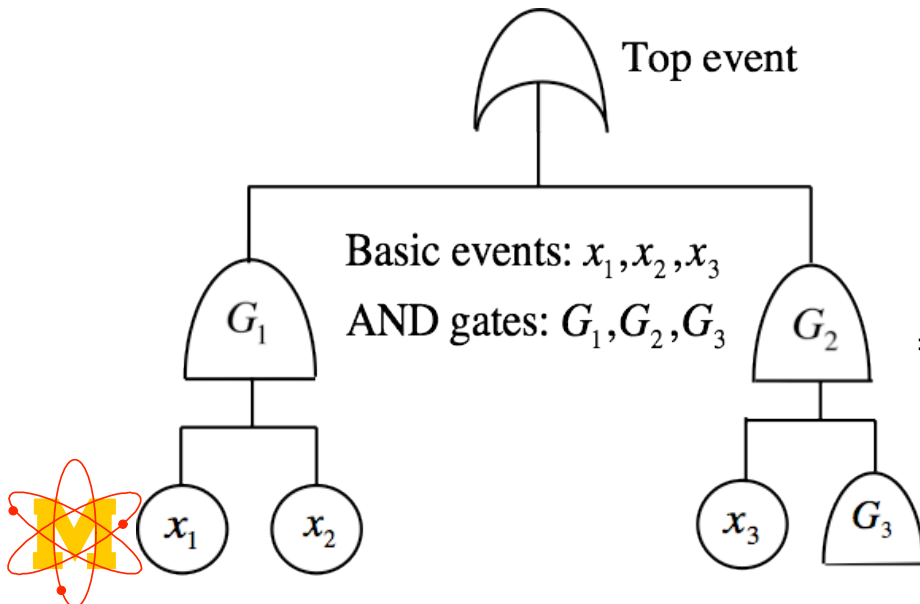 Top event
Basic events: x₁,x₂,x₃
AND gates: G₁,G₂,G₃
G₁
G₂
x₁
x₂
x₃
G₃
M